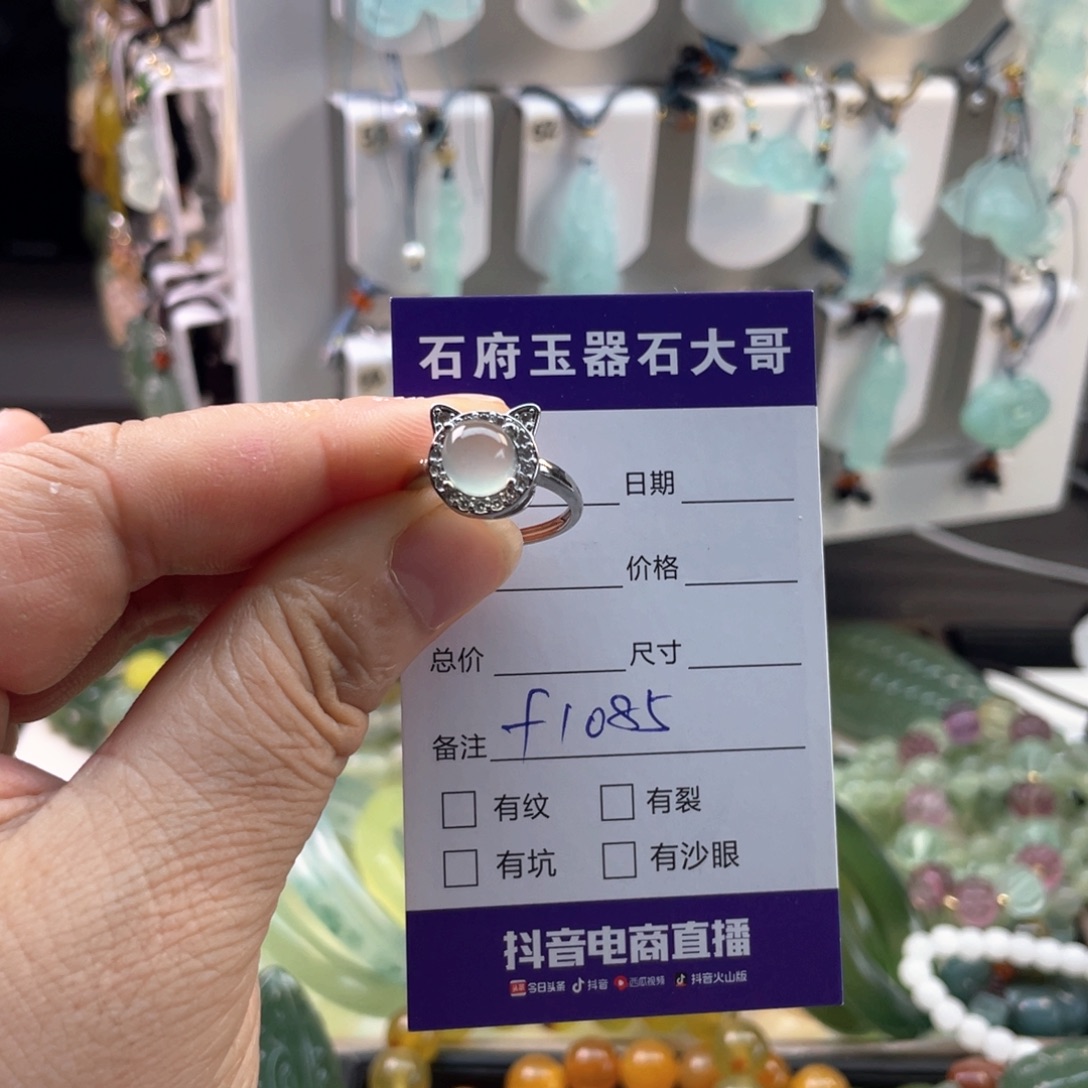 石府玉器石大哥
日期
价格
总价 尺寸
备注 f1085
有纹 有裂
有坑 有沙眼
抖音电商直播
头条 今日头条 抖音 西瓜视频 抖音火山版